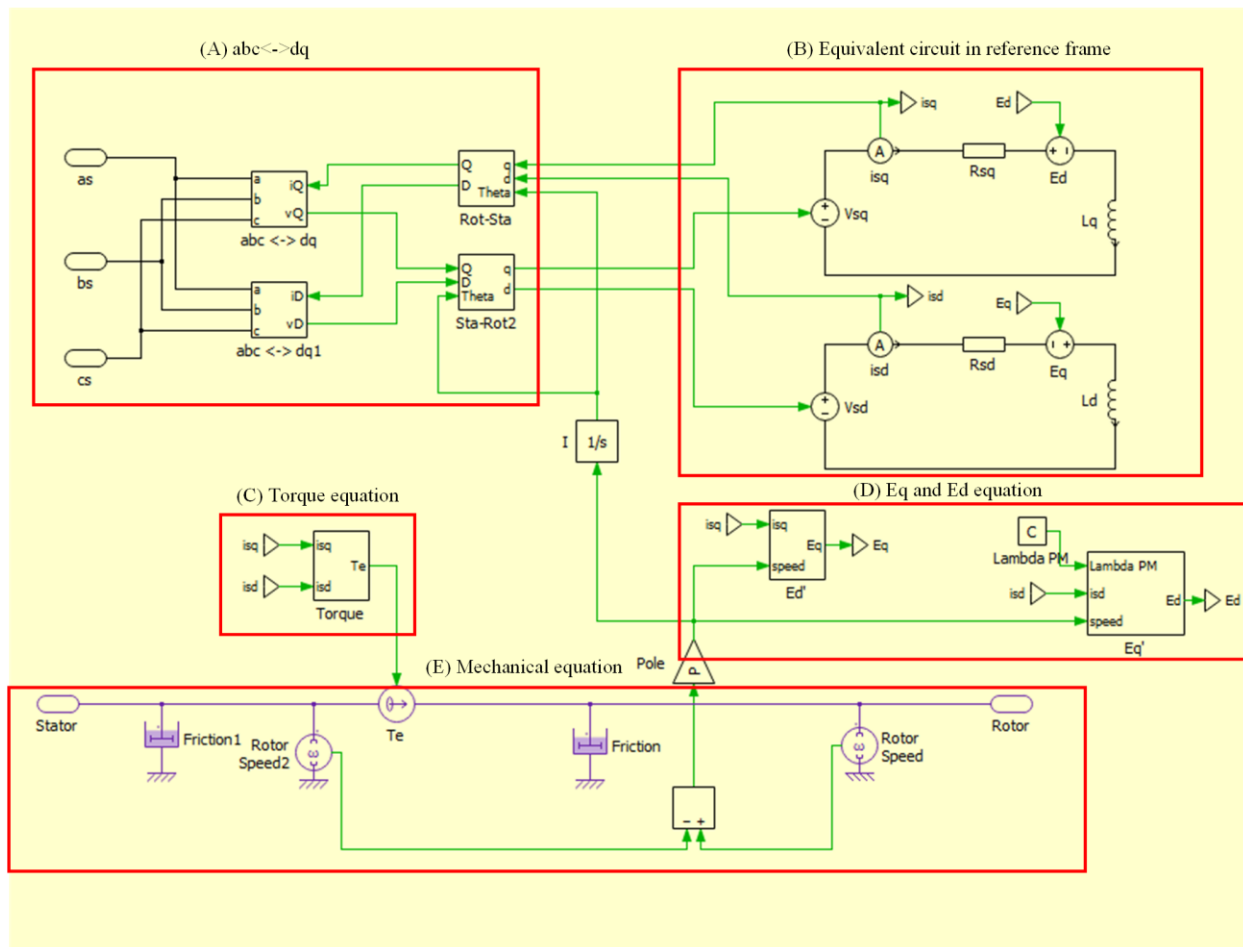 (A) abc<->dq
(B) Equivalent circuit in reference frame
as
bs
cs
a
b
c
iQ
vQ
abc <-> dq
a
b
c
iD
vD
abc <-> dq1
Q
D
q
d
Theta
Rot-Sta
Q
D
Theta
q
d
Sta-Rot2
isq
Ed
A
isq
Rsq
Ed
Vsq
Lq
isd
Eq
A
isd
Rsd
Eq
Vsd
Ld
I
1/s
(C) Torque equation
isq
isd
isq
isd
Te
Torque
(D) Eq and Ed equation
isq
isq
speed
Eq
Eq
Ed'
C
Lambda PM
isd
Lambda PM
isd
speed
Ed
Ed
Eq'
Pole
P
(E) Mechanical equation
Stator
Friction1
Rotor
Speed2
ω
Te
Friction
Rotor
Speed
ω
Rotor
- +